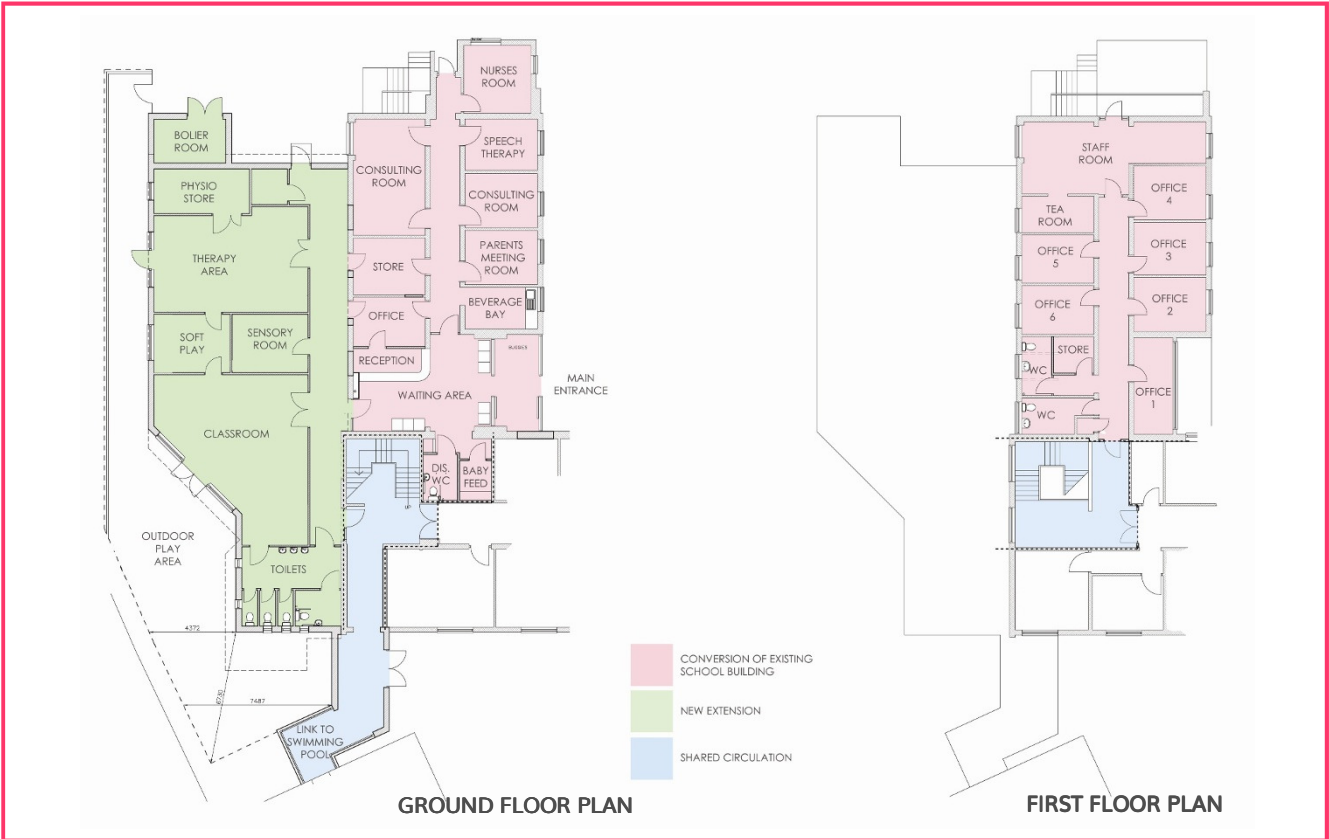 NURSES
ROOM
BOLIER
ROOM
SPEECH
THERAPY
CONSULTING
ROOM
PHYSIO
STORE
CONSULTING
ROOM
THERAPY
AREA
STORE
PARENTS
MEETING
ROOM
BEVERAGE
BAY
OFFICE
SOFT
PLAY
SENSORY
ROOM
RECEPTION
MAIN
ENTRANCE
WAITING AREA
CLASSROOM
DIS.
WC
BABY
FEED
UP
OUTDOOR
PLAY
AREA
TOILETS
4372
6730
7487
LINK TO
SWIMMING
POOL
GROUND FLOOR PLAN
CONVERSION OF EXISTING
SCHOOL BUILDING
NEW EXTENSION
SHARED CIRCULATION
STAFF
ROOM
OFFICE
4
TEA
ROOM
OFFICE
5
OFFICE
3
OFFICE
6
OFFICE
2
STORE
WC
OFFICE
1
WC
FIRST FLOOR PLAN